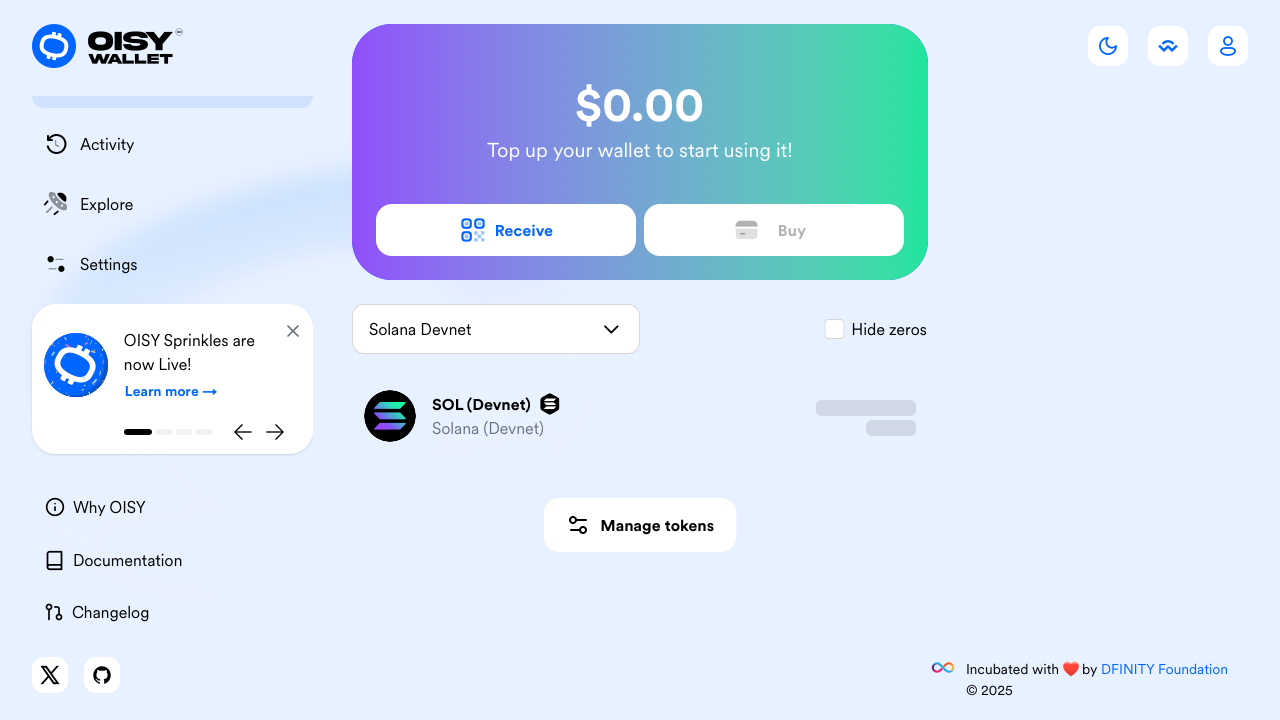 OISY
WALLET
Activity
Explore
Settings
OISY Sprinkles are
now Live!
Learn more →
Why OISY
Documentation
Changelog
$0.00
Top up your wallet to start using it!
Receive
Buy
Solana Devnet
Hide zeros
SOL (Devnet)
Solana (Devnet)
Manage tokens
Incubated with ❤️ by DFINITY Foundation
© 2025